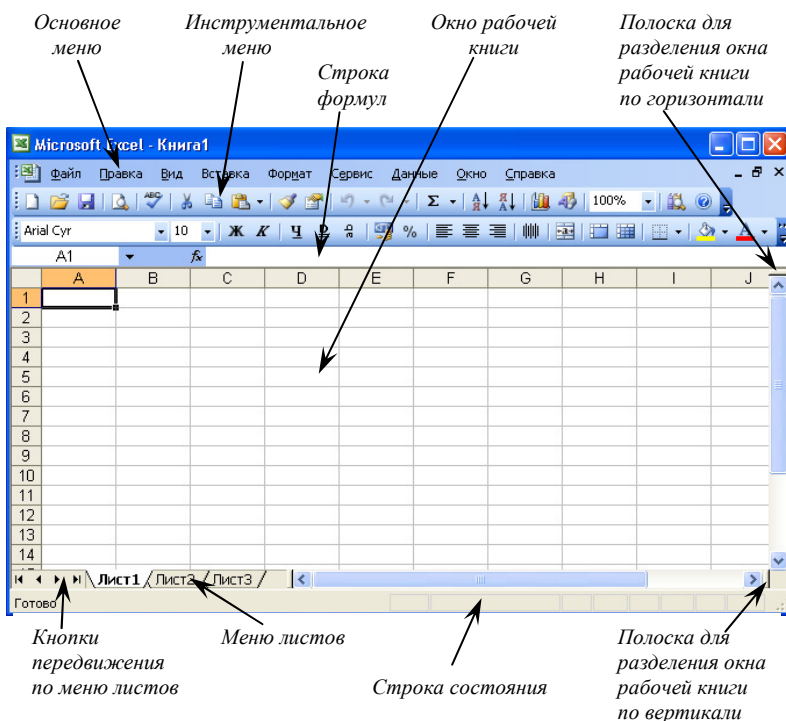 Основное
меню
Инструментальное
меню
Окно рабочей
книги
Полоска для
разделения окна
рабочей книги
по горизонтали
Строка
формул
Microsoft Excel - Книга1
Файл Правка Вид Вставка Формат Сервис Данные Окно Справка
100%
Arial Cyr 10 Ж К Ч %
A1 fx
A B C D E F G H I J
1
2
3
4
5
6
7
8
9
10
11
12
13
14
Лист1 Лист2 Лист3
Готово
Кнопки
передвижения
по меню листов
Меню листов
Строка состояния
Полоска для
разделения окна
рабочей книги
по вертикали